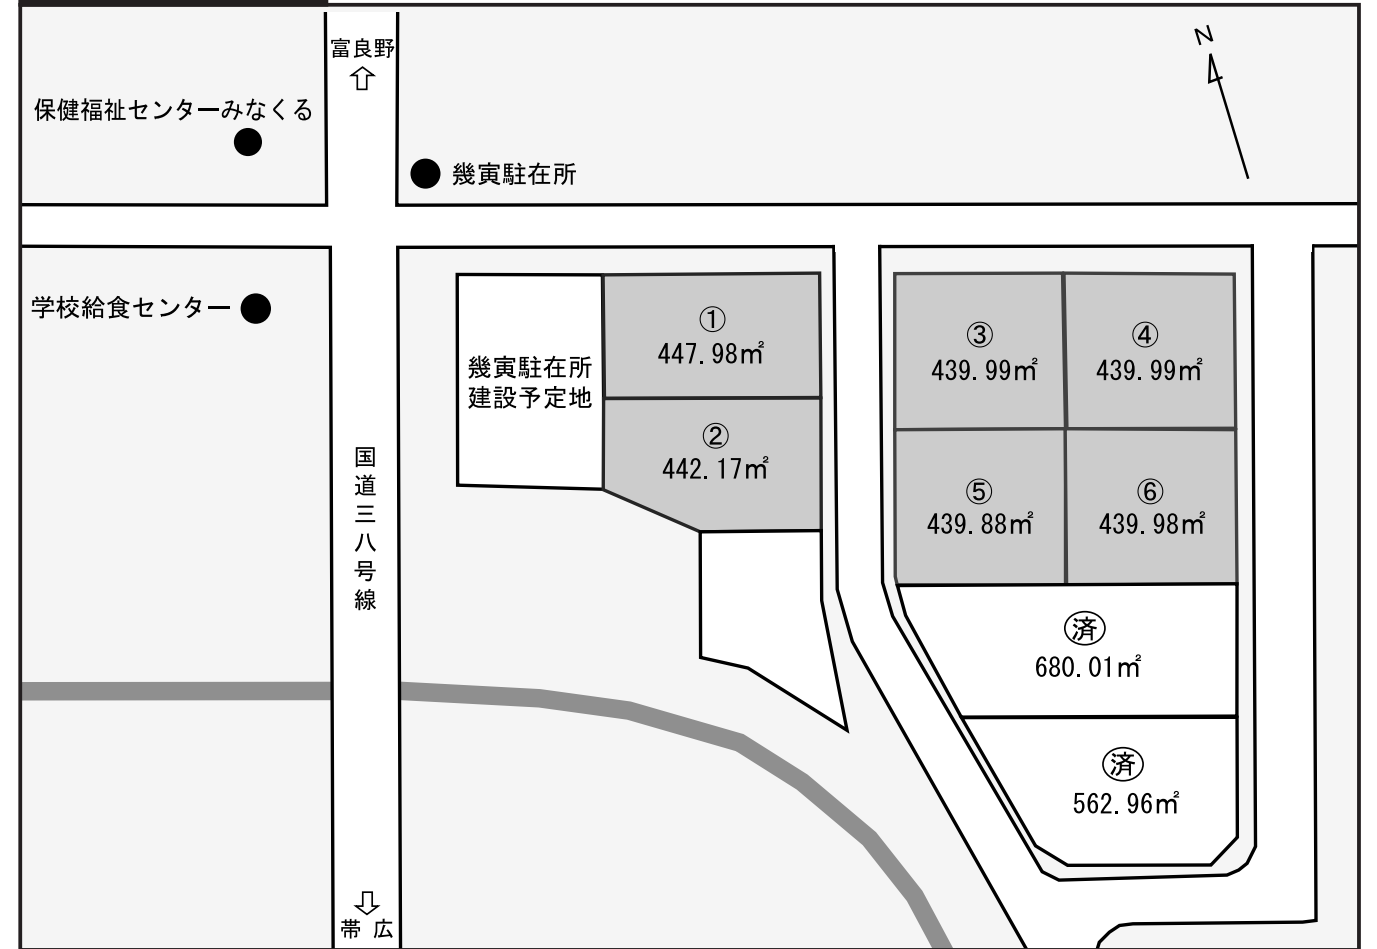 富良野
⇧
N
保健福祉センターみなくる
幾寅駐在所
学校給食センター
幾寅駐在所
建設予定地
①
447.98㎡
②
442.17㎡
③
439.99㎡
④
439.99㎡
⑤
439.88㎡
⑥
439.98㎡
国道三八号線
済
680.01㎡
済
562.96㎡
⇩
帯広